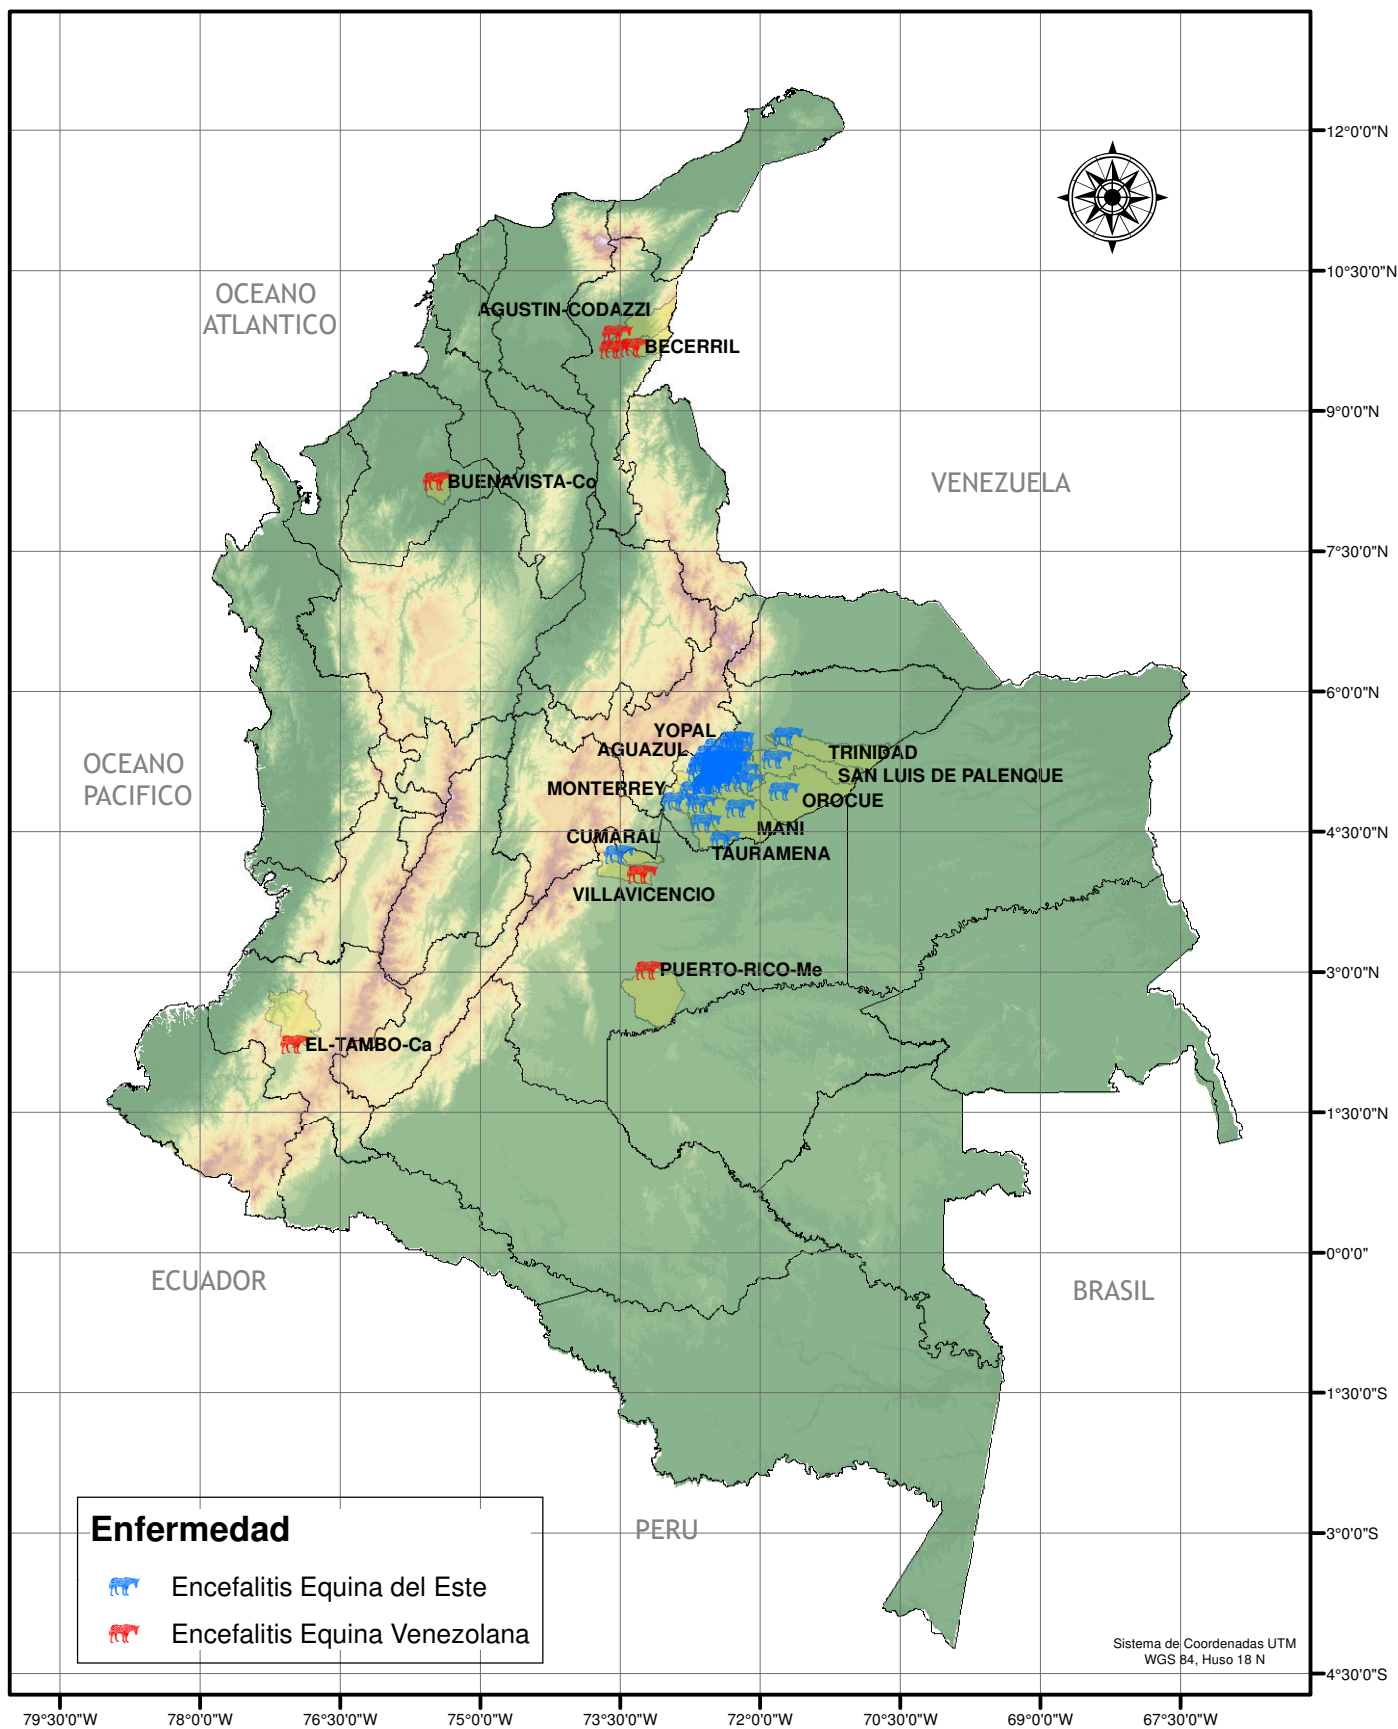 12°0'0"N
10°30'0"N
OCEANO
ATLANTICO
AGUSTIN-CODAZZI
BECERRIL
9°0'0"N
BUENAVISTA-Co
VENEZUELA
7°30'0"N
6°0'0"N
YOPAL
AGUAZUL
TRINIDAD
OCEANO
PACIFICO
SAN LUIS DE PALENQUE
MONTERREY
OROCUE
MANI
CUMARAL
4°30'0"N
TAURAMENA
VILLAVICENCIO
PUERTO-RICO-Me
3°0'0"N
EL-TAMBO-Ca
1°30'0"N
0°0'0"
ECUADOR
BRASIL
1°30'0"S
Enfermedad
PERU
3°0'0"S
Encefalitis Equina del Este
Encefalitis Equina Venezolana
Sistema de Coordenadas UTM
WGS 84, Huso 18 N
4°30'0"S
79°30'0"W 78°0'0"W 76°30'0"W 75°0'0"W 73°30'0"W 72°0'0"W 70°30'0"W 69°0'0"W 67°30'0"W